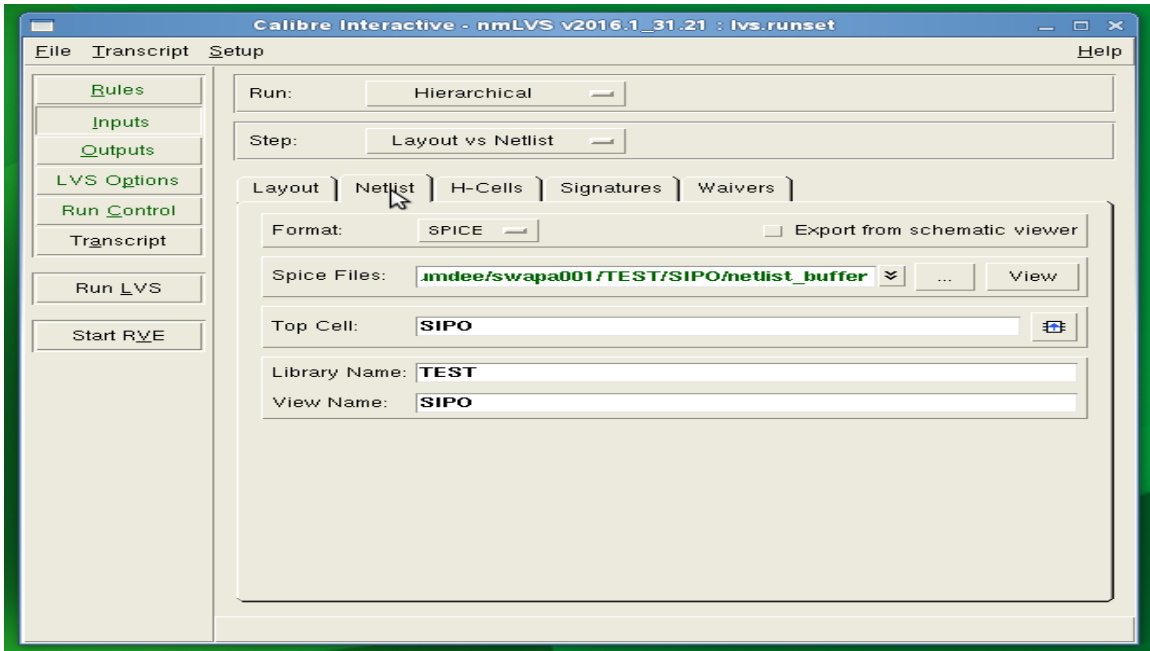 Calibre Interactive - nmLVS v2016.1_31.21 : lvs.runset
File Transcript Setup Help
Rules
Inputs
Outputs
LVS Options
Run Control
Transcript
Run LVS
Start RVE
Run: Hierarchical
Step: Layout vs Netlist
Layout Netlist H-Cells Signatures Waivers
Format: SPICE Export from schematic viewer
Spice Files: umdee/swapa001/TEST/SIPO/netlist_buffer ... View
Top Cell: SIPO
Library Name: TEST
View Name: SIPO